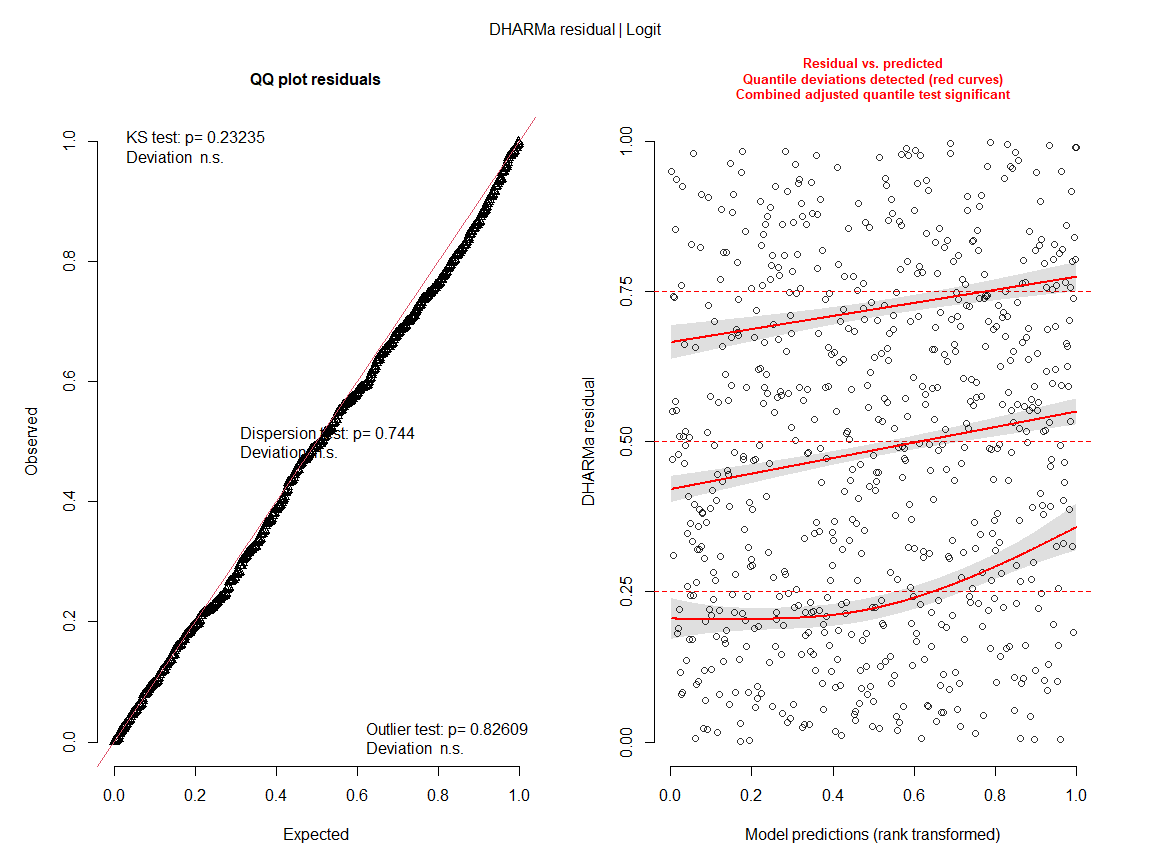 DHARMa residual | Logit
QQ plot residuals
KS test: p= 0.23235
Deviation n.s.
Dispersion test: p= 0.744
Deviation n.s.
Outlier test: p= 0.82609
Deviation n.s.
Observed
0.0
0.2
0.4
0.6
0.8
1.0
0.0 0.2 0.4 0.6 0.8 1.0
Expected
Residual vs. predicted
Quantile deviations detected (red curves)
Combined adjusted quantile test significant
DHARMa residual
0.00
0.25
0.50
0.75
1.00
0.0 0.2 0.4 0.6 0.8 1.0
Model predictions (rank transformed)